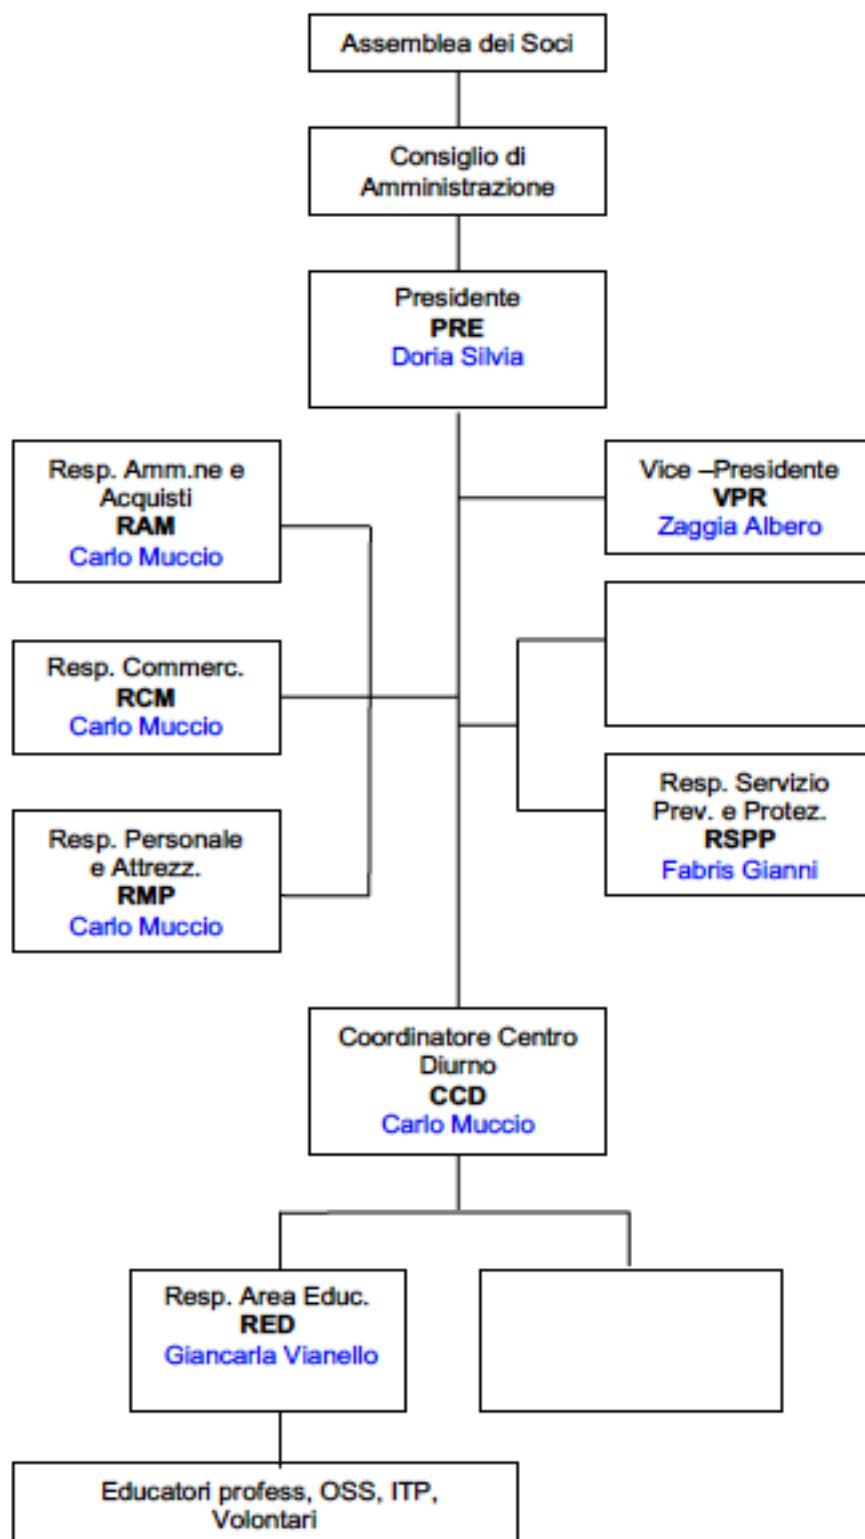 Assemblea dei Soci
Consiglio di
Amministrazione
Presidente
PRE
Doria Silvia
Resp. Amm.ne e
Acquisti
RAM
Carlo Muccio
Vice –Presidente
VPR
Zaggia Albero
Resp. Commerc.
RCM
Carlo Muccio
Resp. Servizio
Prev. e Protez.
RSPP
Fabris Gianni
Resp. Personale
e Attrezz.
RMP
Carlo Muccio
Coordinatore Centro
Diurno
CCD
Carlo Muccio
Resp. Area Educ.
RED
Giancarla Vianello
Educatori profess, OSS, ITP,
Volontari